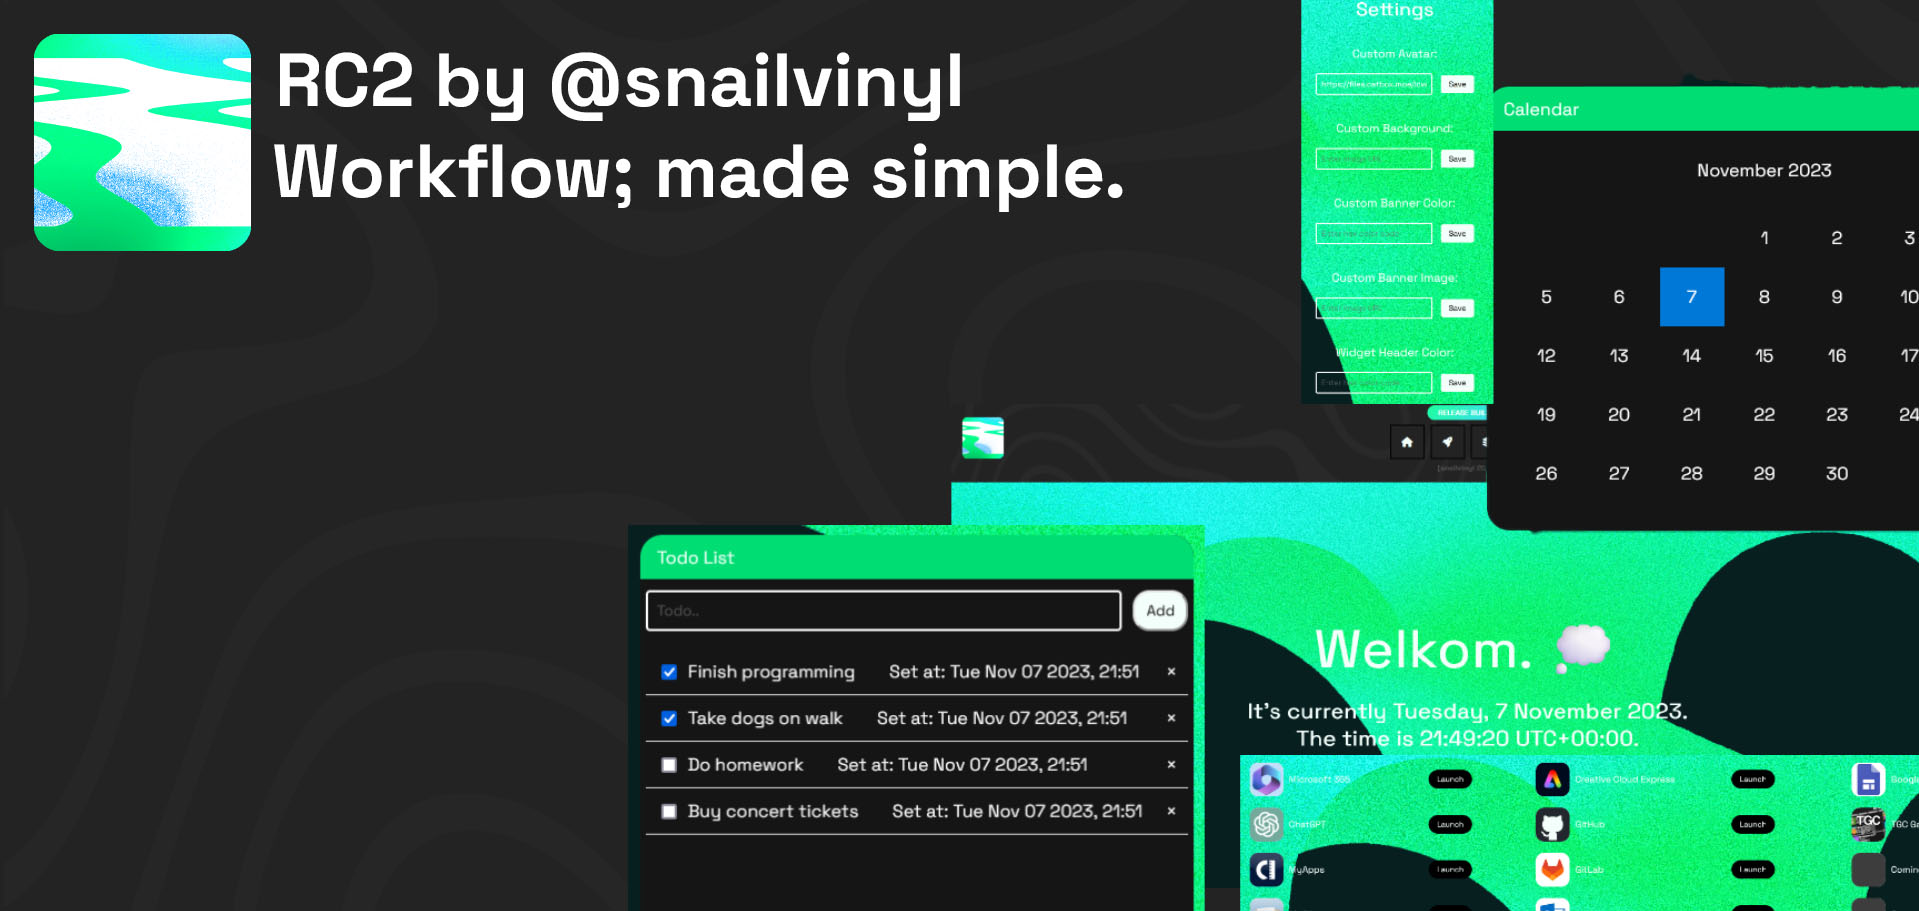 RC2 by @snailvinyl
Workflow; made simple.
Settings
Custom Avatar:
Save
Custom Background:
Save
Custom Banner Color:
Save
Custom Banner Image:
Save
Widget Header Color:
Save
Calendar
November 2023
1 2 3
5 6 7 8 9 10
12 13 14 15 16 17
19 20 21 22 23 24
26 27 28 29 30
RELEASE
Todo List
Todo..
Add
Finish programming Set at: Tue Nov 07 2023, 21:51 ×
Take dogs on walk Set at: Tue Nov 07 2023, 21:51 ×
Do homework Set at: Tue Nov 07 2023, 21:51 ×
Buy concert tickets Set at: Tue Nov 07 2023, 21:51 ×
Welkom.
It's currently Tuesday, 7 November 2023.
The time is 21:49:20 UTC+00:00.
Microsoft 365 Launch Creative Cloud Express Launch Google
ChatGPT Launch GitHub Launch TGC TGC
MyApps Launch GitLab Launch